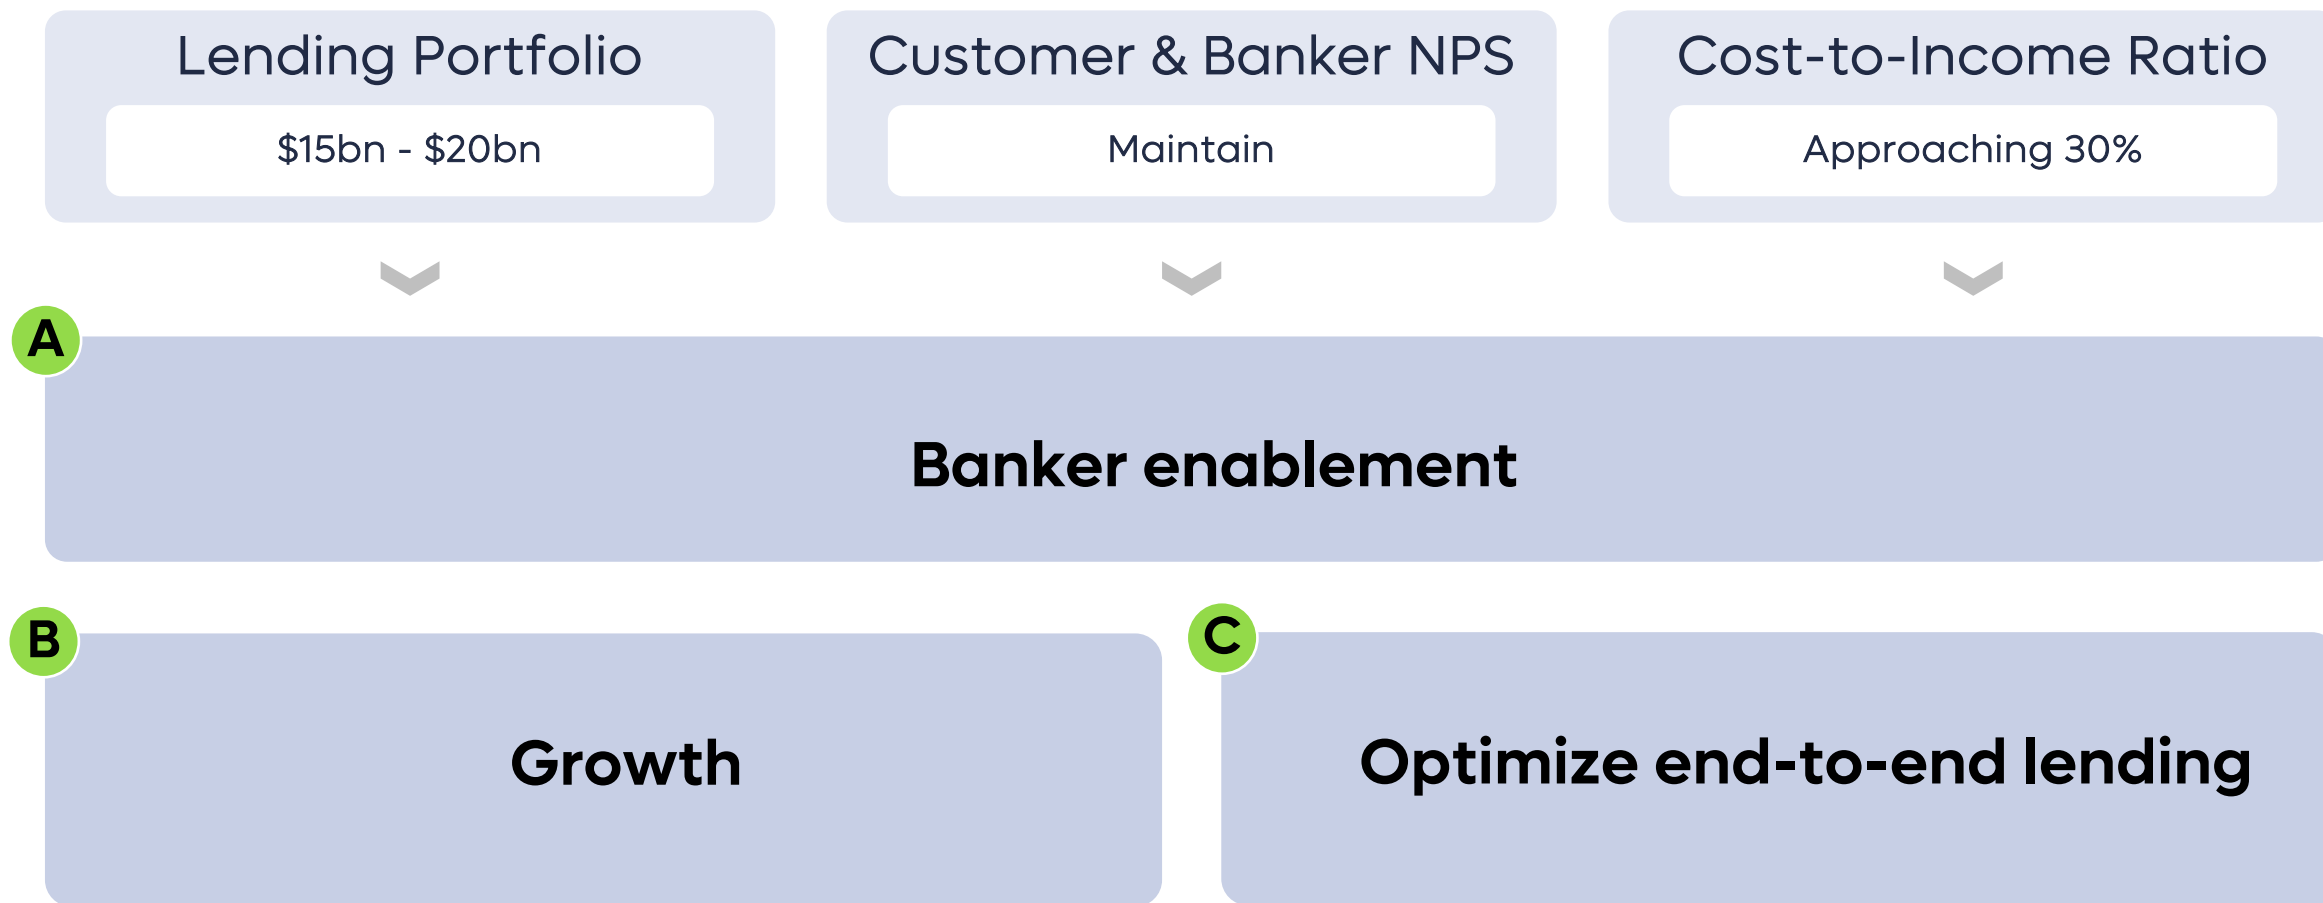 Lending Portfolio
$15bn - $20bn
Customer & Banker NPS
Maintain
Cost-to-Income Ratio
Approaching 30%
A
Banker enablement
B
Growth
C
Optimize end-to-end lending